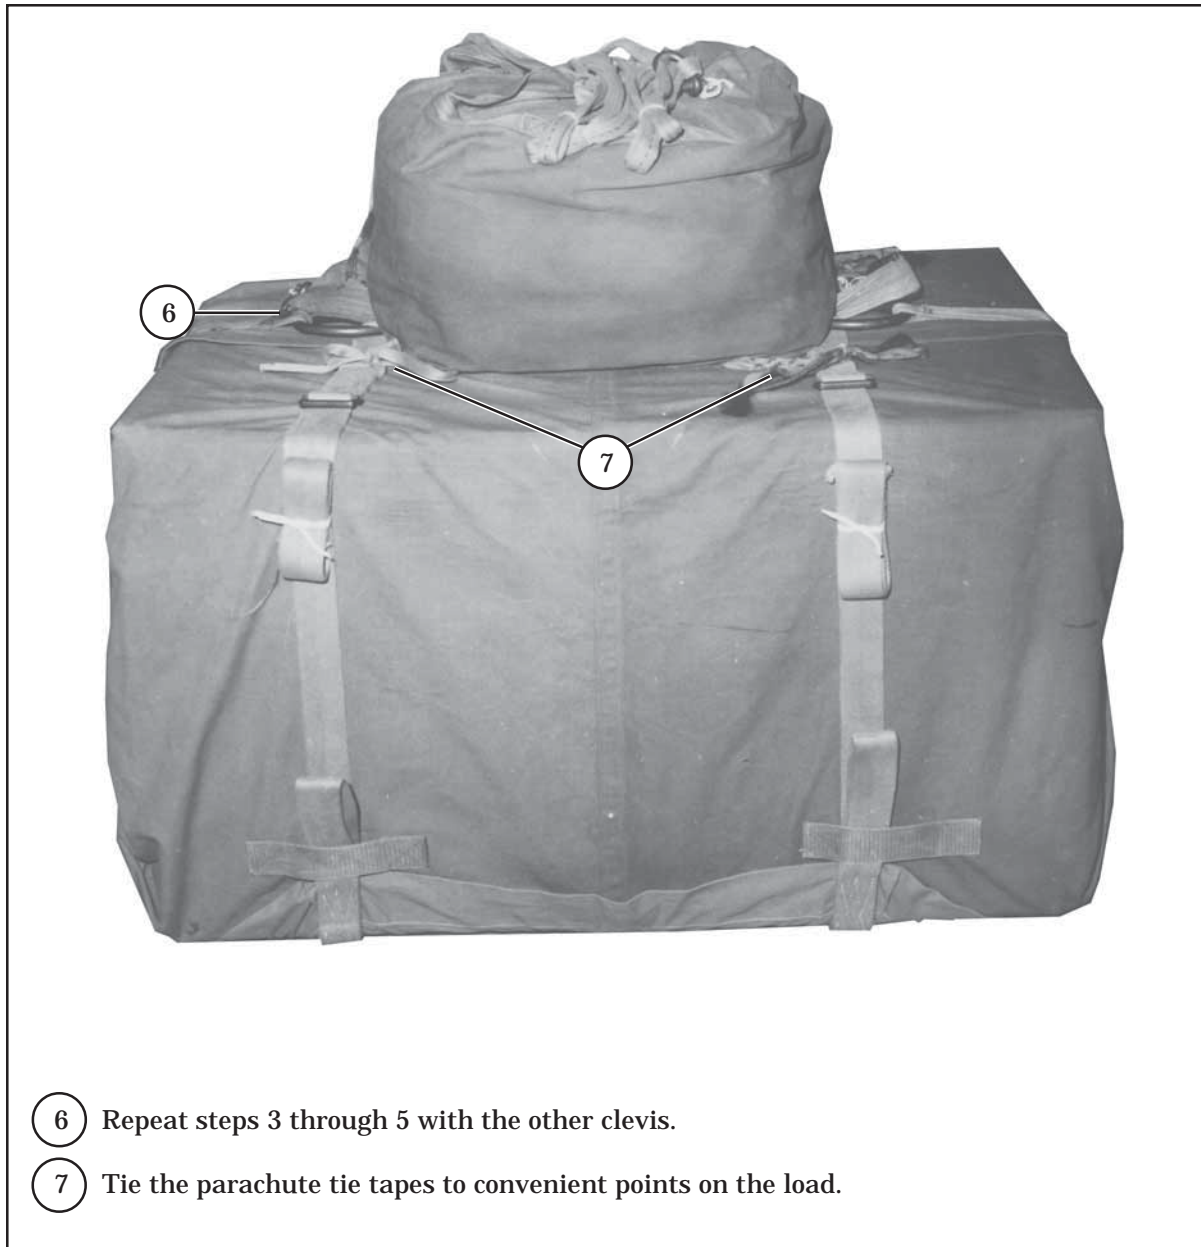 6
7
6 Repeat steps 3 through 5 with the other clevis.
7 Tie the parachute tie tapes to convenient points on the load.